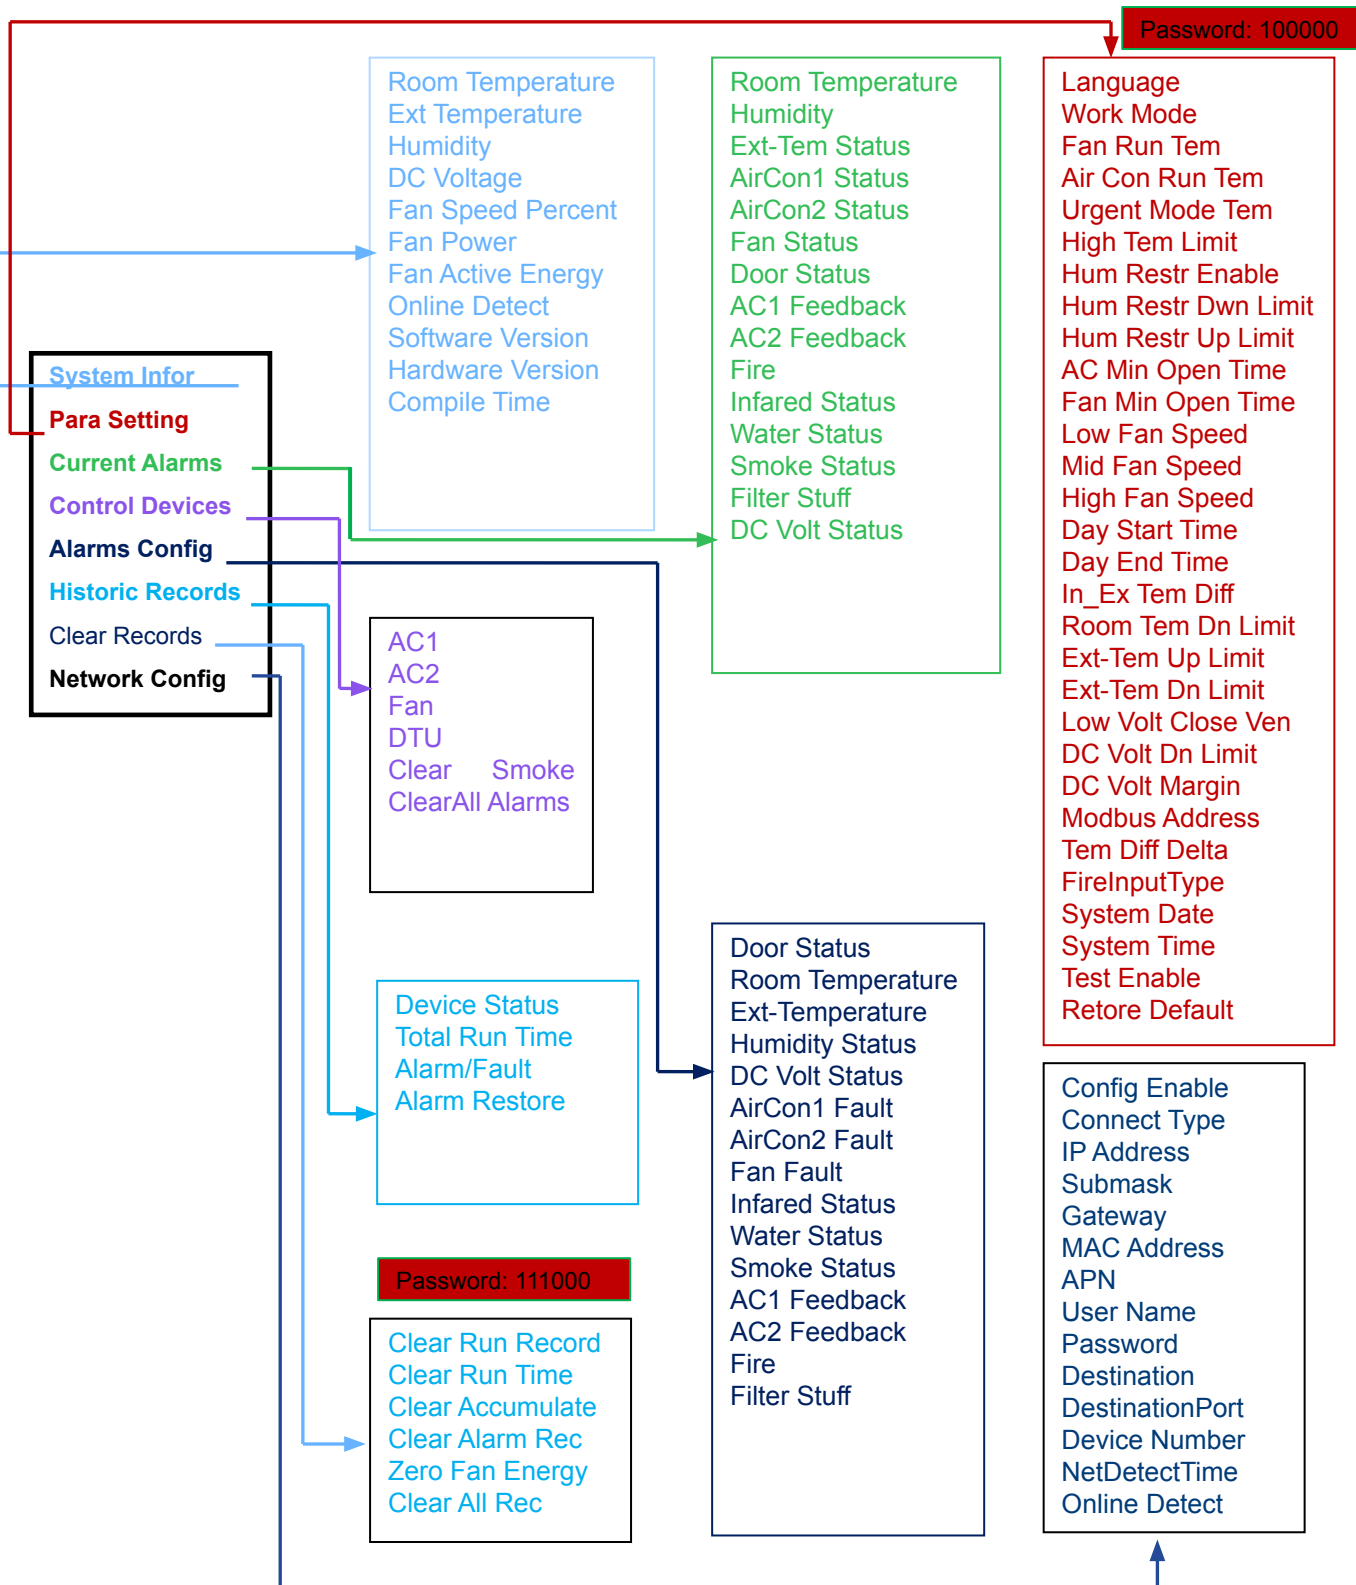 Password: 100000
System Infor
Para Setting
Current Alarms
Control Devices
Alarms Config
Historic Records
Clear Records
Network Config
Room Temperature
Ext Temperature
Humidity
DC Voltage
Fan Speed Percent
Fan Power
Fan Active Energy
Online Detect
Software Version
Hardware Version
Compile Time
Room Temperature
Humidity
Ext-Tem Status
AirCon1 Status
AirCon2 Status
Fan Status
Door Status
AC1 Feedback
AC2 Feedback
Fire
Infared Status
Water Status
Smoke Status
Filter Stuff
DC Volt Status
Language
Work Mode
Fan Run Tem
Air Con Run Tem
Urgent Mode Tem
High Tem Limit
Hum Restr Enable
Hum Restr Dwn Limit
Hum Restr Up Limit
AC Min Open Time
Fan Min Open Time
Low Fan Speed
Mid Fan Speed
High Fan Speed
Day Start Time
Day End Time
In_Ex Tem Diff
Room Tem Dn Limit
Ext-Tem Up Limit
Ext-Tem Dn Limit
Low Volt Close Ven
DC Volt Dn Limit
DC Volt Margin
Modbus Address
Tem Diff Delta
FireInputType
System Date
System Time
Test Enable
Retore Default
AC1
AC2
Fan
DTU
Clear Smoke
ClearAll Alarms
Device Status
Total Run Time
Alarm/Fault
Alarm Restore
Password: 111000
Clear Run Record
Clear Run Time
Clear Accumulate
Clear Alarm Rec
Zero Fan Energy
Clear All Rec
Door Status
Room Temperature
Ext-Temperature
Humidity Status
DC Volt Status
AirCon1 Fault
AirCon2 Fault
Fan Fault
Infared Status
Water Status
Smoke Status
AC1 Feedback
AC2 Feedback
Fire
Filter Stuff
Config Enable
Connect Type
IP Address
Submask
Gateway
MAC Address
APN
User Name
Password
Destination
DestinationPort
Device Number
NetDetectTime
Online Detect